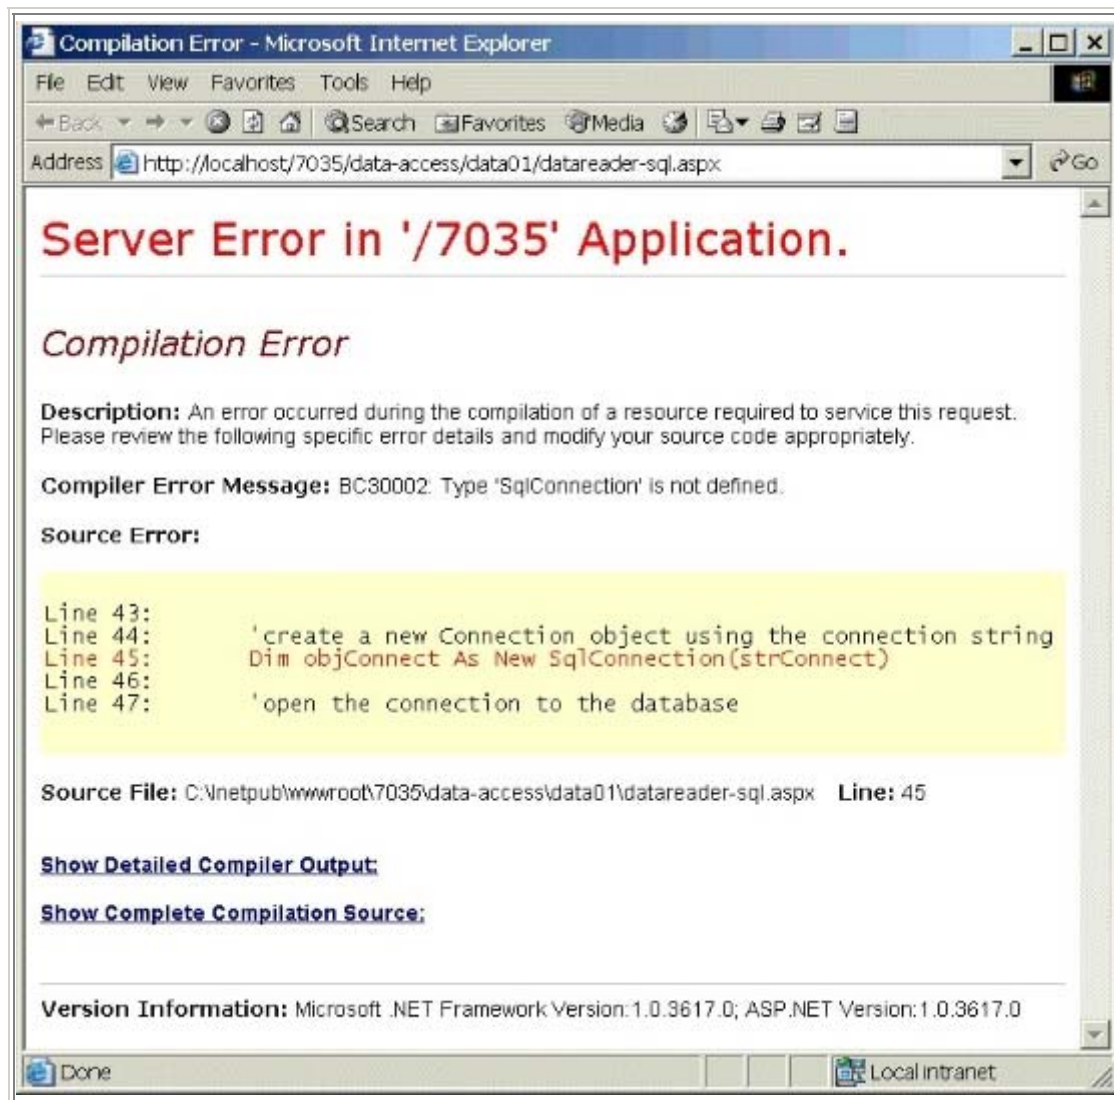 Compilation Error - Microsoft Internet Explorer
File Edit View Favorites Tools Help
Back Search Favorites Media
Address http://localhost/7035/data-access/data01/datareader-sql.aspx Go
Server Error in '/7035' Application.
Compilation Error
Description: An error occurred during the compilation of a resource required to service this request.
Please review the following specific error details and modify your source code appropriately.
Compiler Error Message: BC30002: Type 'SqlConnection' is not defined.
Source Error:
Line 43:
Line 44: 'create a new Connection object using the connection string
Line 45: Dim objConnect As New SqlConnection(strConnect)
Line 46:
Line 47: 'open the connection to the database
Source File: C:\Inetpub\wwwroot\7035\data-access\data01\datareader-sql.aspx Line: 45
Show Detailed Compiler Output:
Show Complete Compilation Source:
Version Information: Microsoft .NET Framework Version:1.0.3617.0; ASP.NET Version:1.0.3617.0
Done Local intranet